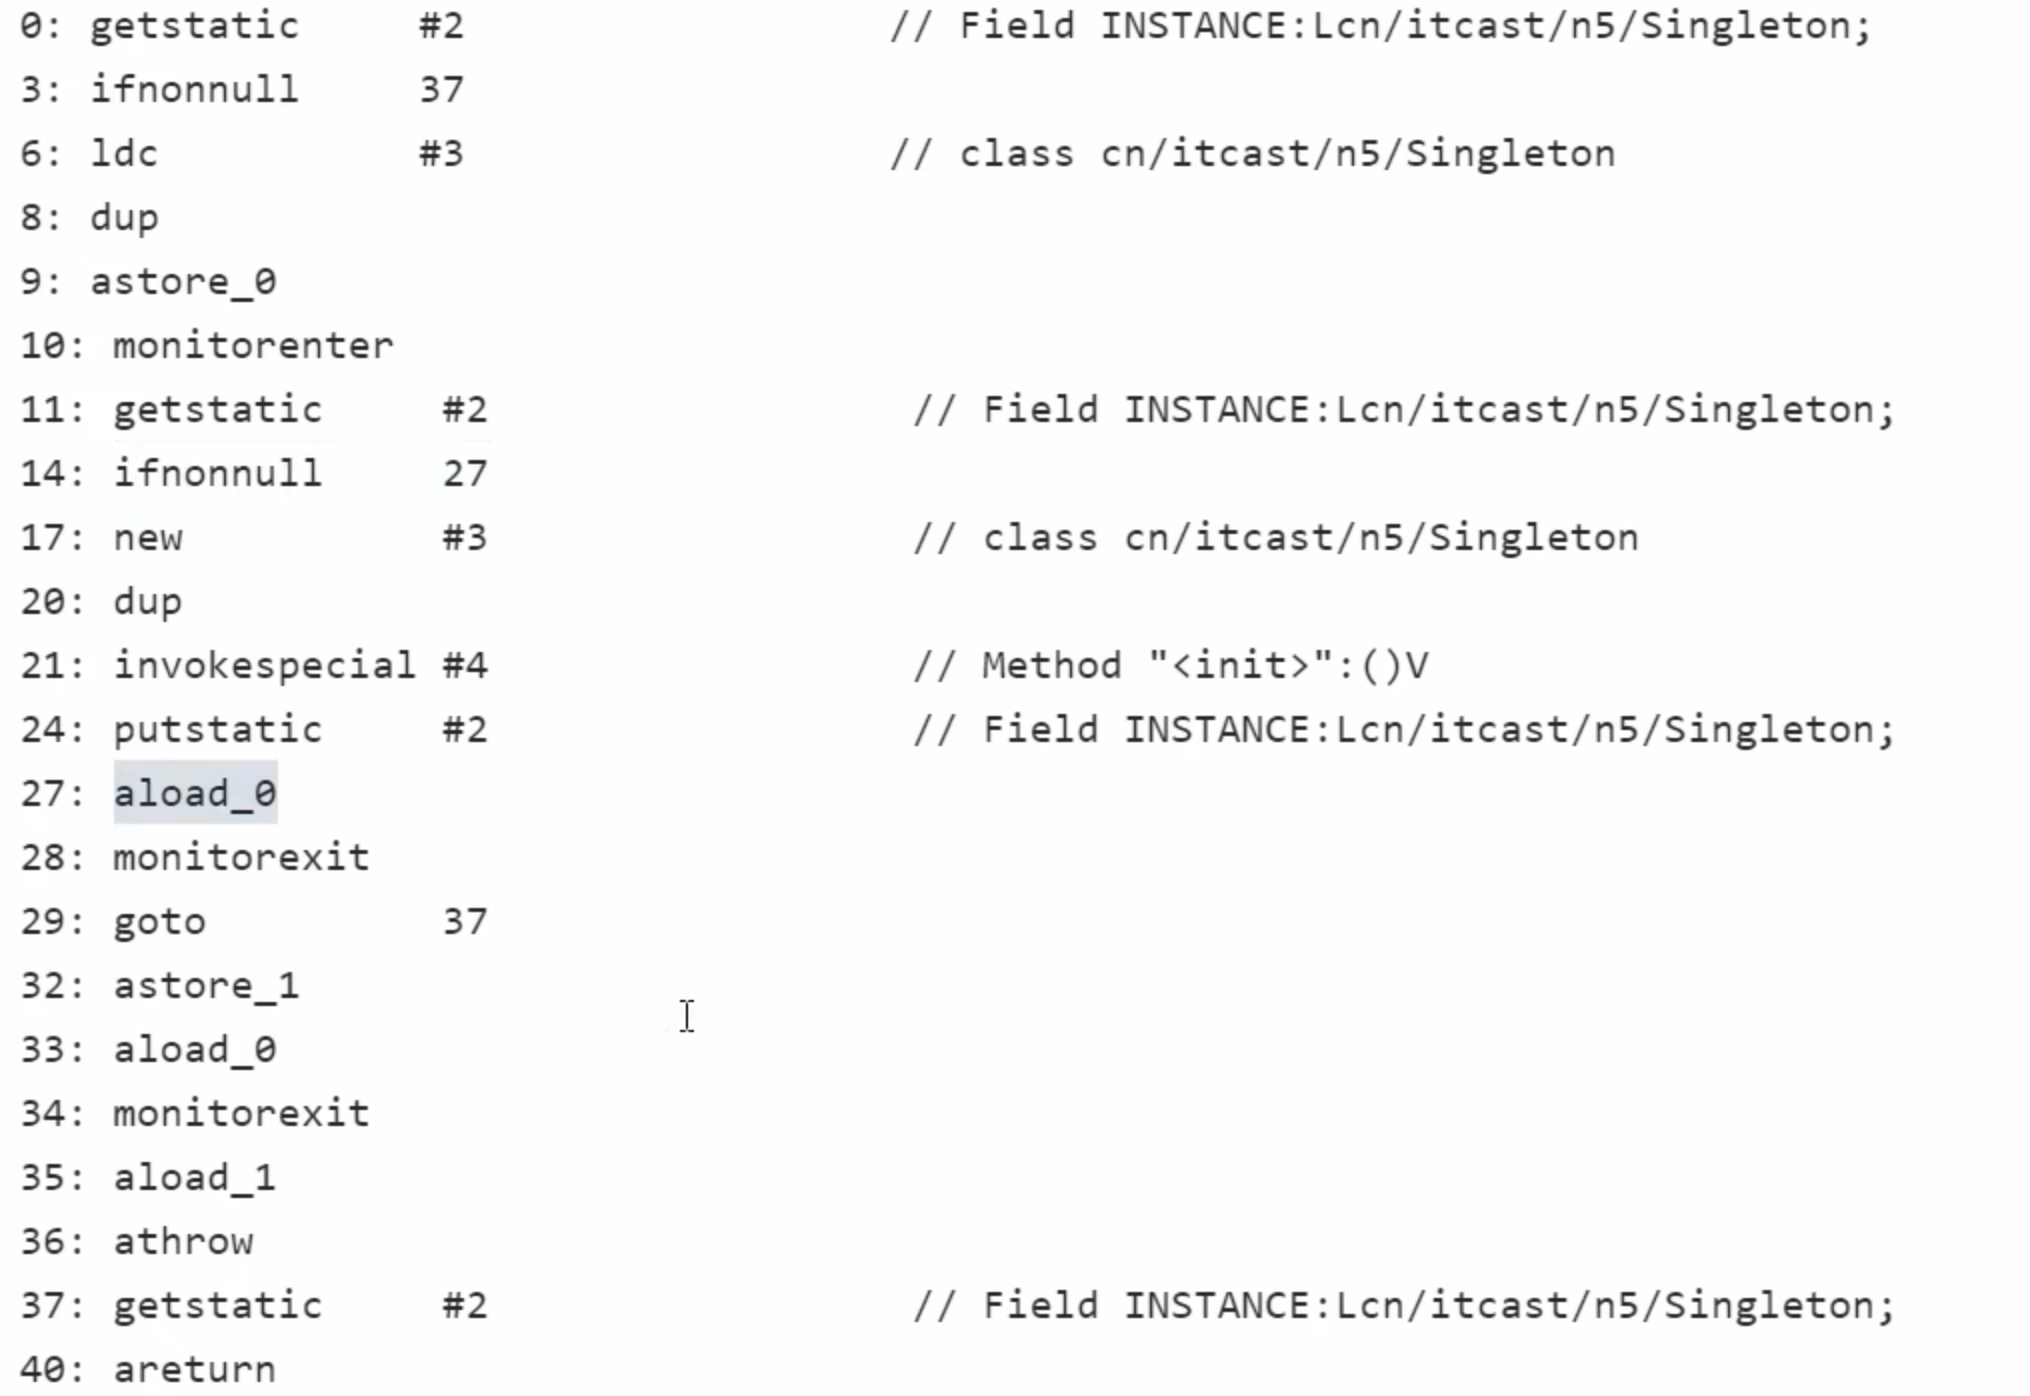 0: getstatic #2 // Field INSTANCE:Lcn/itcast/n5/Singleton;
3: ifnonnull 37
6: ldc #3 // class cn/itcast/n5/Singleton
8: dup
9: astore_0
10: monitorenter
11: getstatic #2 // Field INSTANCE:Lcn/itcast/n5/Singleton;
14: ifnonnull 27
17: new #3 // class cn/itcast/n5/Singleton
20: dup
21: invokespecial #4 // Method "<init>":()V
24: putstatic #2 // Field INSTANCE:Lcn/itcast/n5/Singleton;
27: aload_0
28: monitorexit
29: goto 37
32: astore_1
33: aload_0
34: monitorexit
35: aload_1
36: athrow
37: getstatic #2 // Field INSTANCE:Lcn/itcast/n5/Singleton;
40: areturn